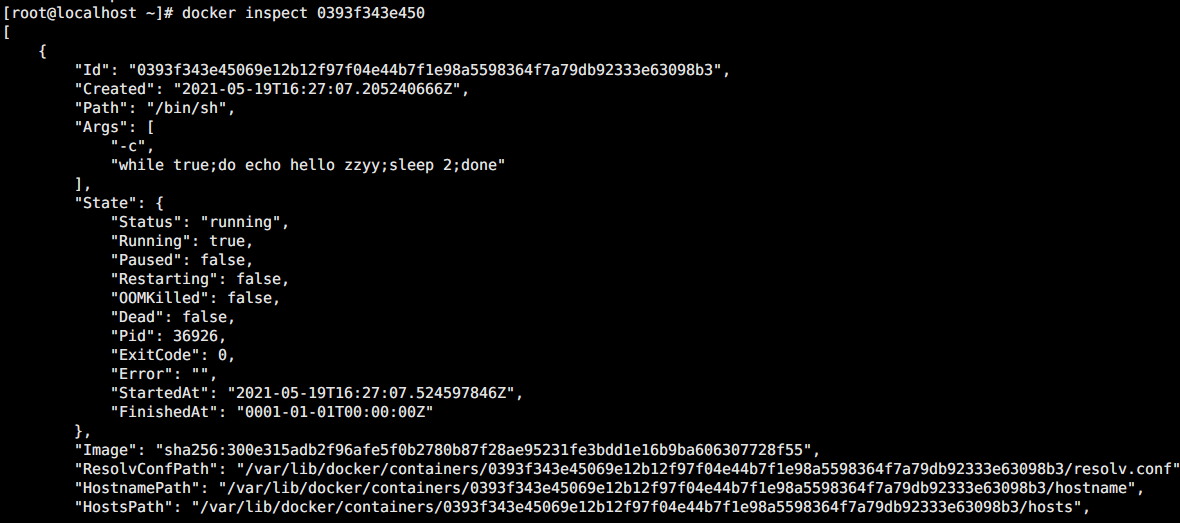 [root@localhost ~]# docker inspect 0393f343e450
[
    {
        "Id": "0393f343e45069e12b12f97f04e44b7f1e98a5598364f7a79db92333e63098b3",
        "Created": "2021-05-19T16:27:07.205240666Z",
        "Path": "/bin/sh",
        "Args": [
            "-c",
            "while true;do echo hello zzyy;sleep 2;done"
        ],
        "State": {
            "Status": "running",
            "Running": true,
            "Paused": false,
            "Restarting": false,
            "OOMKilled": false,
            "Dead": false,
            "Pid": 36926,
            "ExitCode": 0,
            "Error": "",
            "StartedAt": "2021-05-19T16:27:07.524597846Z",
            "FinishedAt": "0001-01-01T00:00:00Z"
        },
        "Image": "sha256:300e315adb2f96afe5f0b2780b87f28ae95231fe3bdd1e16b9ba606307728f55",
        "ResolvConfPath": "/var/lib/docker/containers/0393f343e45069e12b12f97f04e44b7f1e98a5598364f7a79db92333e63098b3/resolv.conf"
        "HostnamePath": "/var/lib/docker/containers/0393f343e45069e12b12f97f04e44b7f1e98a5598364f7a79db92333e63098b3/hostname",
        "HostsPath": "/var/lib/docker/containers/0393f343e45069e12b12f97f04e44b7f1e98a5598364f7a79db92333e63098b3/hosts",